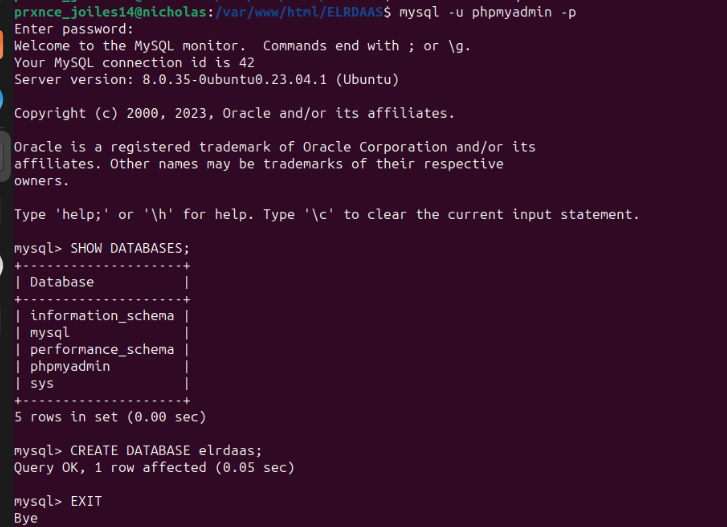 prxnce_joiles14@nicholas:/var/www/html/ELRDAAS$ mysql -u phpmyadmin -p
Enter password:
Welcome to the MySQL monitor.  Commands end with ; or \g.
Your MySQL connection id is 42
Server version: 8.0.35-0ubuntu0.23.04.1 (Ubuntu)

Copyright (c) 2000, 2023, Oracle and/or its affiliates.

Oracle is a registered trademark of Oracle Corporation and/or its
affiliates. Other names may be trademarks of their respective
owners.

Type 'help;' or '\h' for help. Type '\c' to clear the current input statement.

mysql> SHOW DATABASES;
+--------------------+
| Database           |
+--------------------+
| information_schema |
| mysql              |
| performance_schema |
| phpmyadmin         |
| sys                |
+--------------------+
5 rows in set (0.00 sec)

mysql> CREATE DATABASE elrdaas;
Query OK, 1 row affected (0.05 sec)

mysql> EXIT
Bye